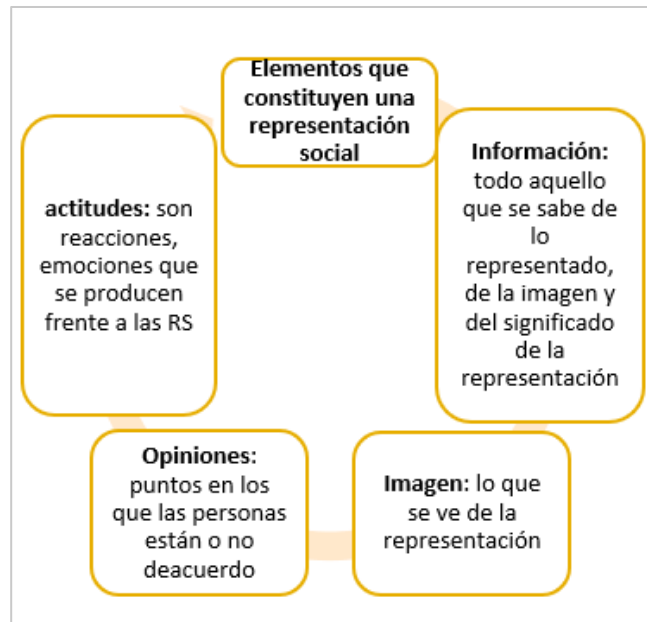 Elementos que
constituyen una
representación
social
Información:
todo aquello
que se sabe de
lo
representado,
de la imagen y
del significado
de la
representación
Imagen: lo que
se ve de la
representación
Opiniones:
puntos en los
que las personas
están o no
deacuerdo
actitudes: son
reacciones,
emociones que
se producen
frente a las RS